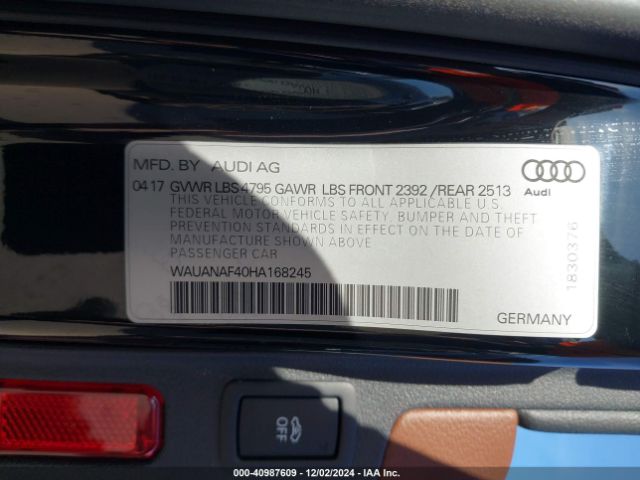 MFD. BY AUDI AG
04 17 GVWR LBS 4795 GAWR LBS FRONT 2392 /REAR 2513
THIS VEHICLE CONFORMS TO ALL APPLICABLE U.S.
FEDERAL MOTOR VEHICLE SAFETY, BUMPER AND THEFT
PREVENTION STANDARDS IN EFFECT ON THE DATE OF
MANUFACTURE SHOWN ABOVE
PASSENGER CAR
WAUANAF40HA168245
Audi
1830376
GERMANY
OFF
000-40987609 - 12/02/2024 - IAA Inc.